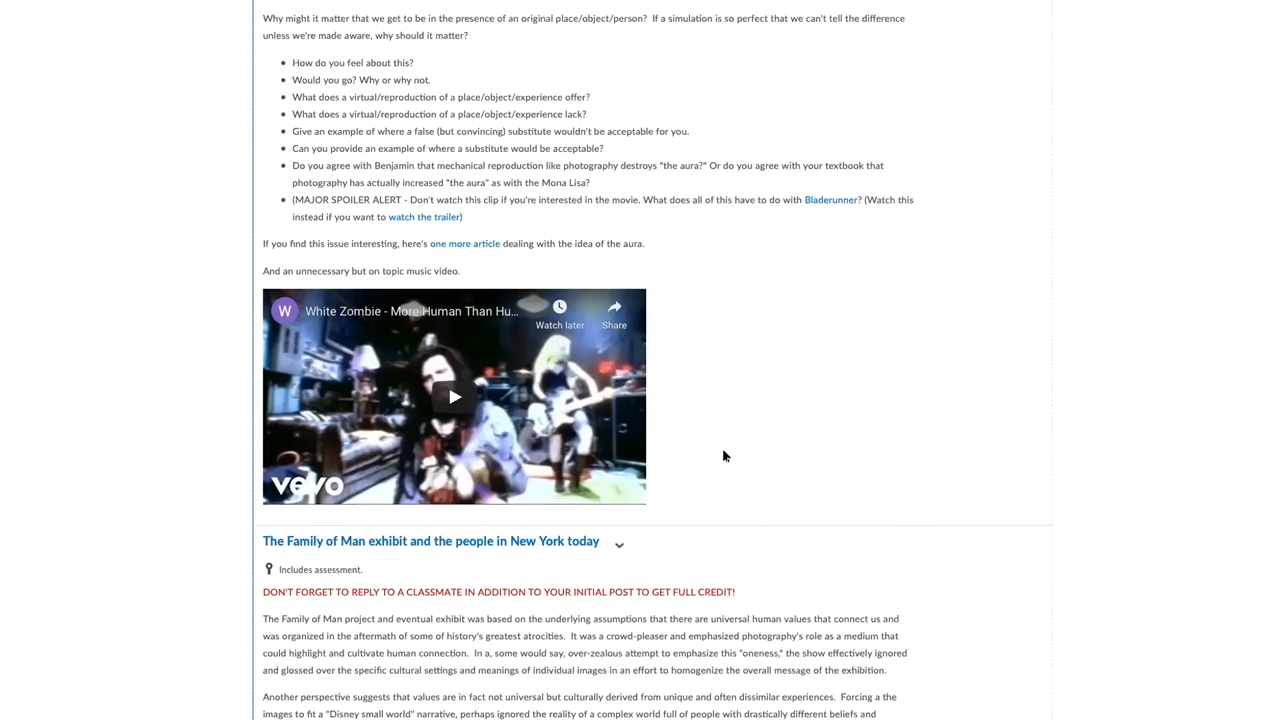 Why might it matter that we get to be in the presence of an original place/object/person?  If a simulation is so perfect that we can't tell the difference
unless we're made aware, why should it matter?
• How do you feel about this?
• Would you go? Why or why not.
• What does a virtual/reproduction of a place/object/experience offer?
• What does a virtual/reproduction of a place/object/experience lack?
• Give an example of where a false (but convincing) substitute wouldn't be acceptable for you.
• Can you provide an example of where a substitute would be acceptable?
• Do you agree with Benjamin that mechanical reproduction like photography destroys "the aura?" Or do you agree with your textbook that
photography has actually increased "the aura" as with the Mona Lisa?
• (MAJOR SPOILER ALERT - Don't watch this clip if you're interested in the movie. What does all of this have to do with Bladerunner? (Watch this
instead if you want to watch the trailer)
If you find this issue interesting, here's one more article dealing with the idea of the aura.
And an unnecessary but on topic music video.
W White Zombie - More Human Than Hu...
Watch later Share
vevo
The Family of Man exhibit and the people in New York today
Includes assessment.
DON'T FORGET TO REPLY TO A CLASSMATE IN ADDITION TO YOUR INITIAL POST TO GET FULL CREDIT!
The Family of Man project and eventual exhibit was based on the underlying assumptions that there are universal human values that connect us and
was organized in the aftermath of some of history's greatest atrocities.  It was a crowd-pleaser and emphasized photography's role as a medium that
could highlight and cultivate human connection.  In a, some would say, over-zealous attempt to emphasize this "oneness," the show effectively ignored
and glossed over the specific cultural settings and meanings of individual images in an effort to homogenize the overall message of the exhibition.
Another perspective suggests that values are in fact not universal but culturally derived from unique and often dissimilar experiences.  Forcing a the
images to fit a "Disney small world" narrative, perhaps ignored the reality of a complex world full of people with drastically different beliefs and